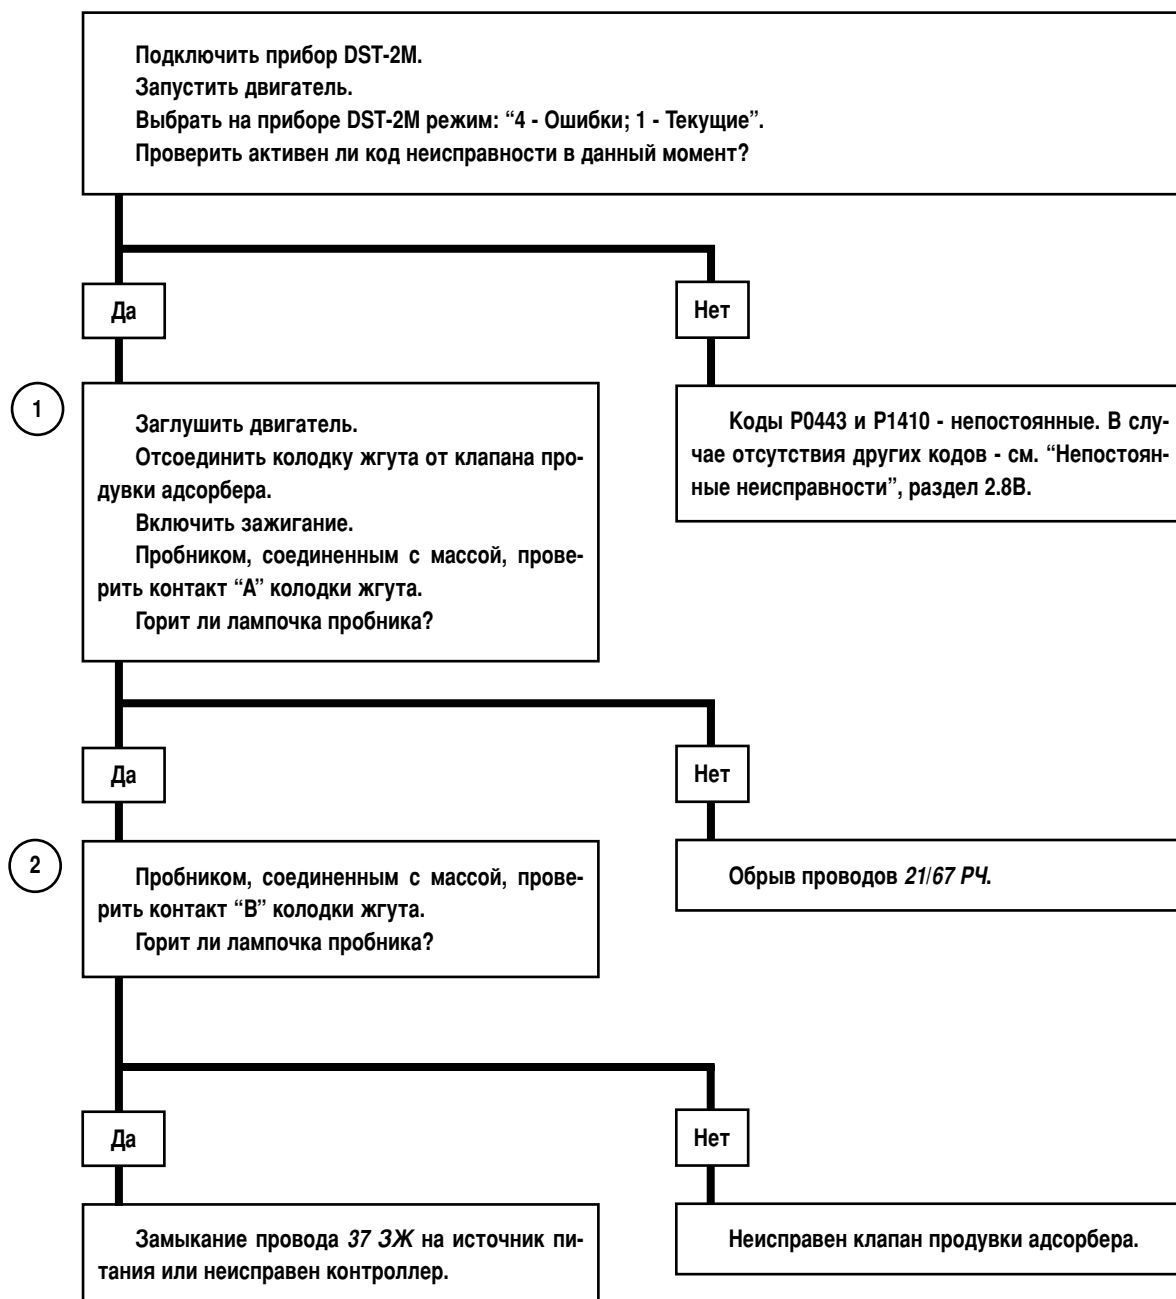 Подключить прибор DST-2M.
Запустить двигатель.
Выбрать на приборе DST-2M режим: “4 - Ошибки; 1 - Текущие”.
Проверить активен ли код неисправности в данный момент?
Да
Нет
1
Заглушить двигатель.
Отсоединить колодку жгута от клапана про-
дувки адсорбера.
Включить зажигание.
Пробником, соединенным с массой, прове-
рить контакт “А” колодки жгута.
Горит ли лампочка пробника?
Коды P0443 и P1410 - непостоянные. В слу-
чае отсутствия других кодов - см. “Непостоян-
ные неисправности”, раздел 2.8В.
Да
Нет
2
Пробником, соединенным с массой, прове-
рить контакт “В” колодки жгута.
Горит ли лампочка пробника?
Обрыв проводов 21/67 РЧ.
Да
Нет
Замыкание провода 37 ЗЖ на источник пи-
тания или неисправен контроллер.
Неисправен клапан продувки адсорбера.